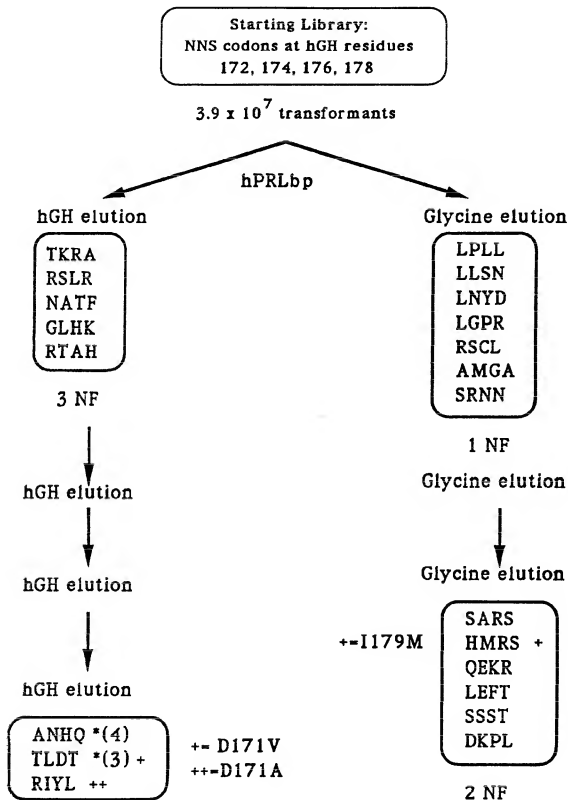 Starting Library:
NNS codons at hGH residues
172, 174, 176, 178
3.9 x 10^7 transformants
hPRLbp
hGH elution
TKRA
RSLR
NATF
GLHK
RTAH
3 NF
hGH elution
hGH elution
hGH elution
ANHQ *(4)
TLDT *(3) +
RIYL ++
+= D171V
++=D171A
Glycine elution
LPLL
LLSN
LNYD
LGPR
RSCL
AMGA
SRNN
1 NF
Glycine elution
Glycine elution
+=I179M
SARS
HMRS +
QEKR
LEFT
SSST
DKPL
2 NF